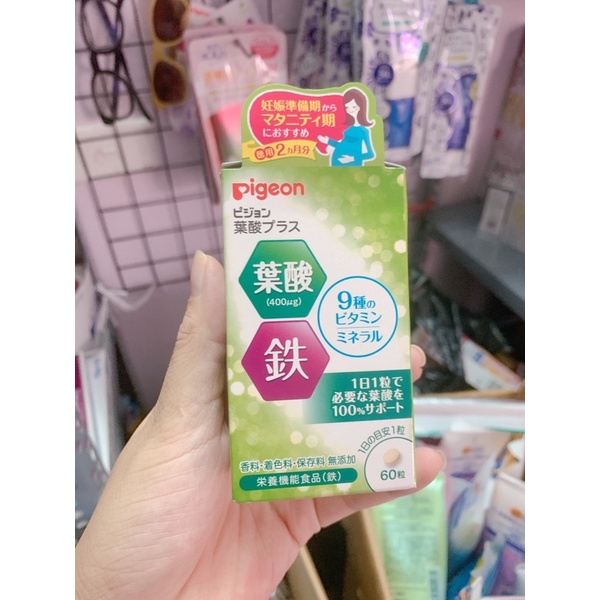 妊娠準備期から
マタニティ期
におすすめ
徳用2ヵ月分
Pigeon
ピジョン
葉酸プラス
葉酸
(400μg)
鉄
9種の
ビタミン
ミネラル
1日1粒で
必要な葉酸を
100%サポート
1日の目安1粒
香料・着色料・保存料 無添加
栄養機能食品(鉄)
60粒